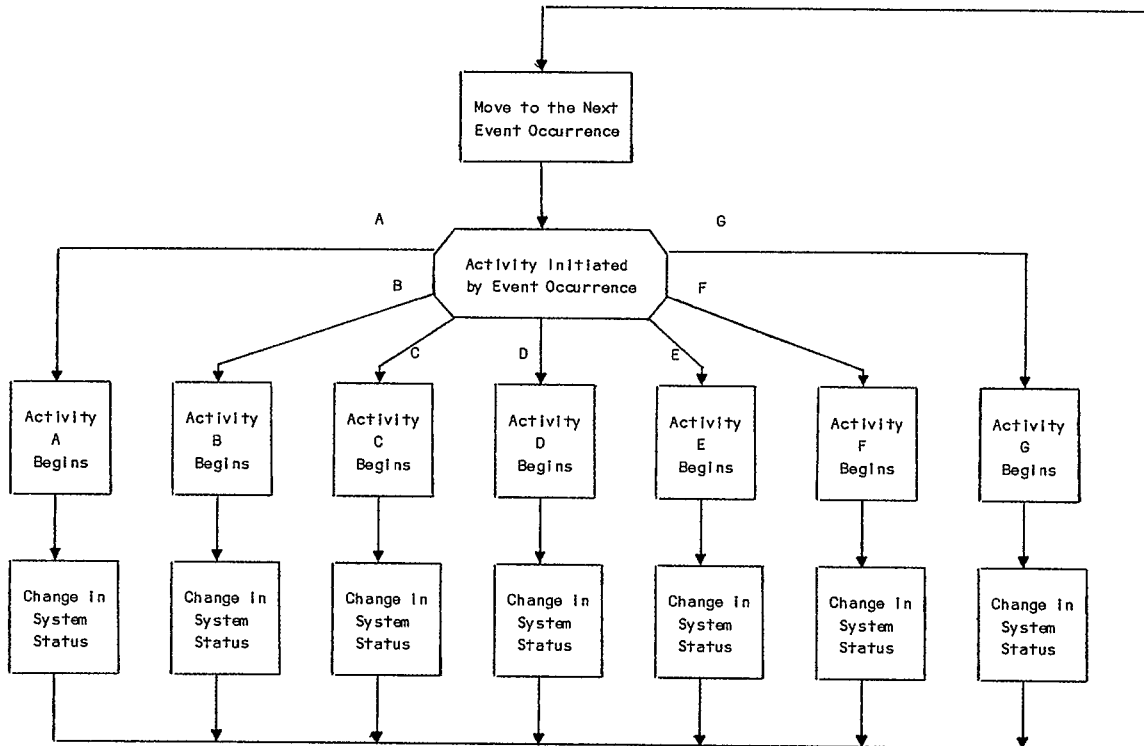 Move to the Next
Event Occurrence
A
G
Activity Initiated
by Event Occurrence
B
F
C
D
E
Activity
A
Begins
Activity
B
Begins
Activity
C
Begins
Activity
D
Begins
Activity
E
Begins
Activity
F
Begins
Activity
G
Begins
Change in
System
Status
Change in
System
Status
Change in
System
Status
Change in
System
Status
Change in
System
Status
Change in
System
Status
Change in
System
Status